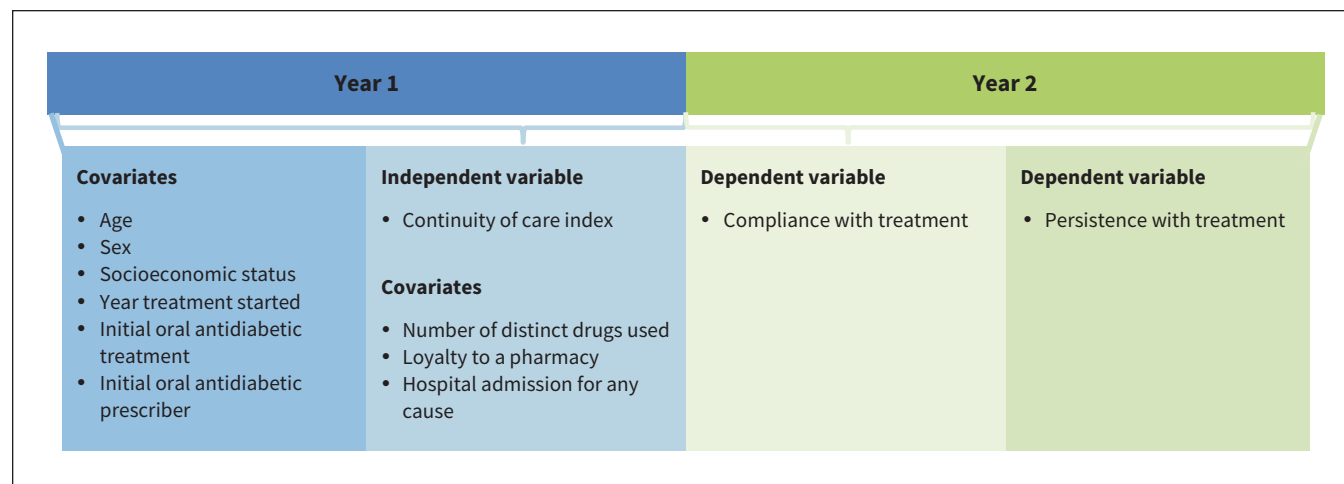 Year 1
Year 2
Covariates
• Age
• Sex
• Socioeconomic status
• Year treatment started
• Initial oral antidiabetic
treatment
• Initial oral antidiabetic
prescriber
Independent variable
• Continuity of care index
Covariates
• Number of distinct drugs used
• Loyalty to a pharmacy
• Hospital admission for any
cause
Dependent variable
• Compliance with treatment
Dependent variable
• Persistence with treatment